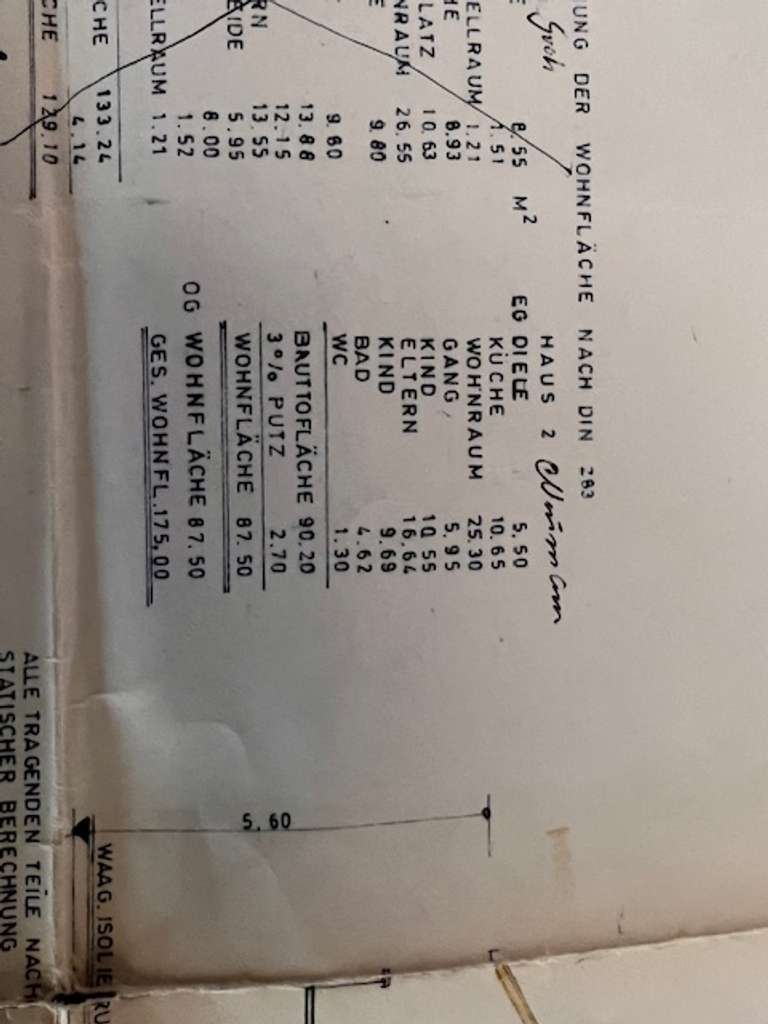 UNG DER WOHNFLÄCHE NACH DIN 283
8.55 M²
1.51
ELLRAUM 1.21
8.93
LATZ 10.63
NRAUM 26.55
9.80
9.60
13.88
12.15
RN 13.55
EIDE 5.95
8.00
1.52
ELLRAUM 1.21
CHE 133.24
4.14
CHE 129.10
HAUS 2
EG DIELE 5.50
KÜCHE 10.65
WOHNRAUM 25.30
GANG 5.95
KIND 10.55
ELTERN 16.64
KIND 9.69
BAD 4.62
WC 1.30
BRUTTOFLÄCHE 90.20
3% PUTZ 2.70
WOHNFLÄCHE 87.50
OG WOHNFLÄCHE 87.50
GES. WOHNFL. 175,00
5.60
WAAG. ISOLIERU
ALLE TRAGENDEN TEILE NACH
STATISCHER BERECHNUNG